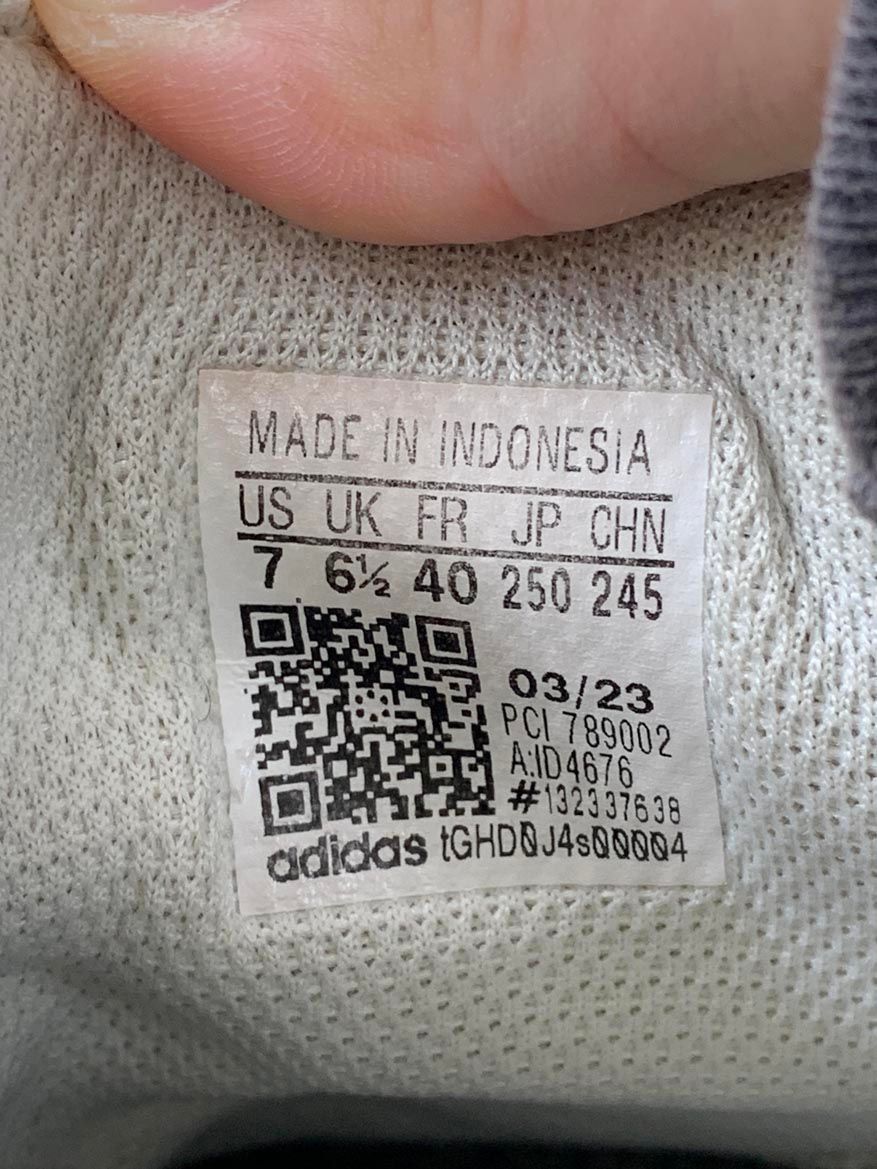 MADE IN INDONESIA
US UK FR JP CHN
7 6½ 40 250 245
03/23
PCI 789002
A:ID4676
#132337638
adidas tGHD0J4s00004